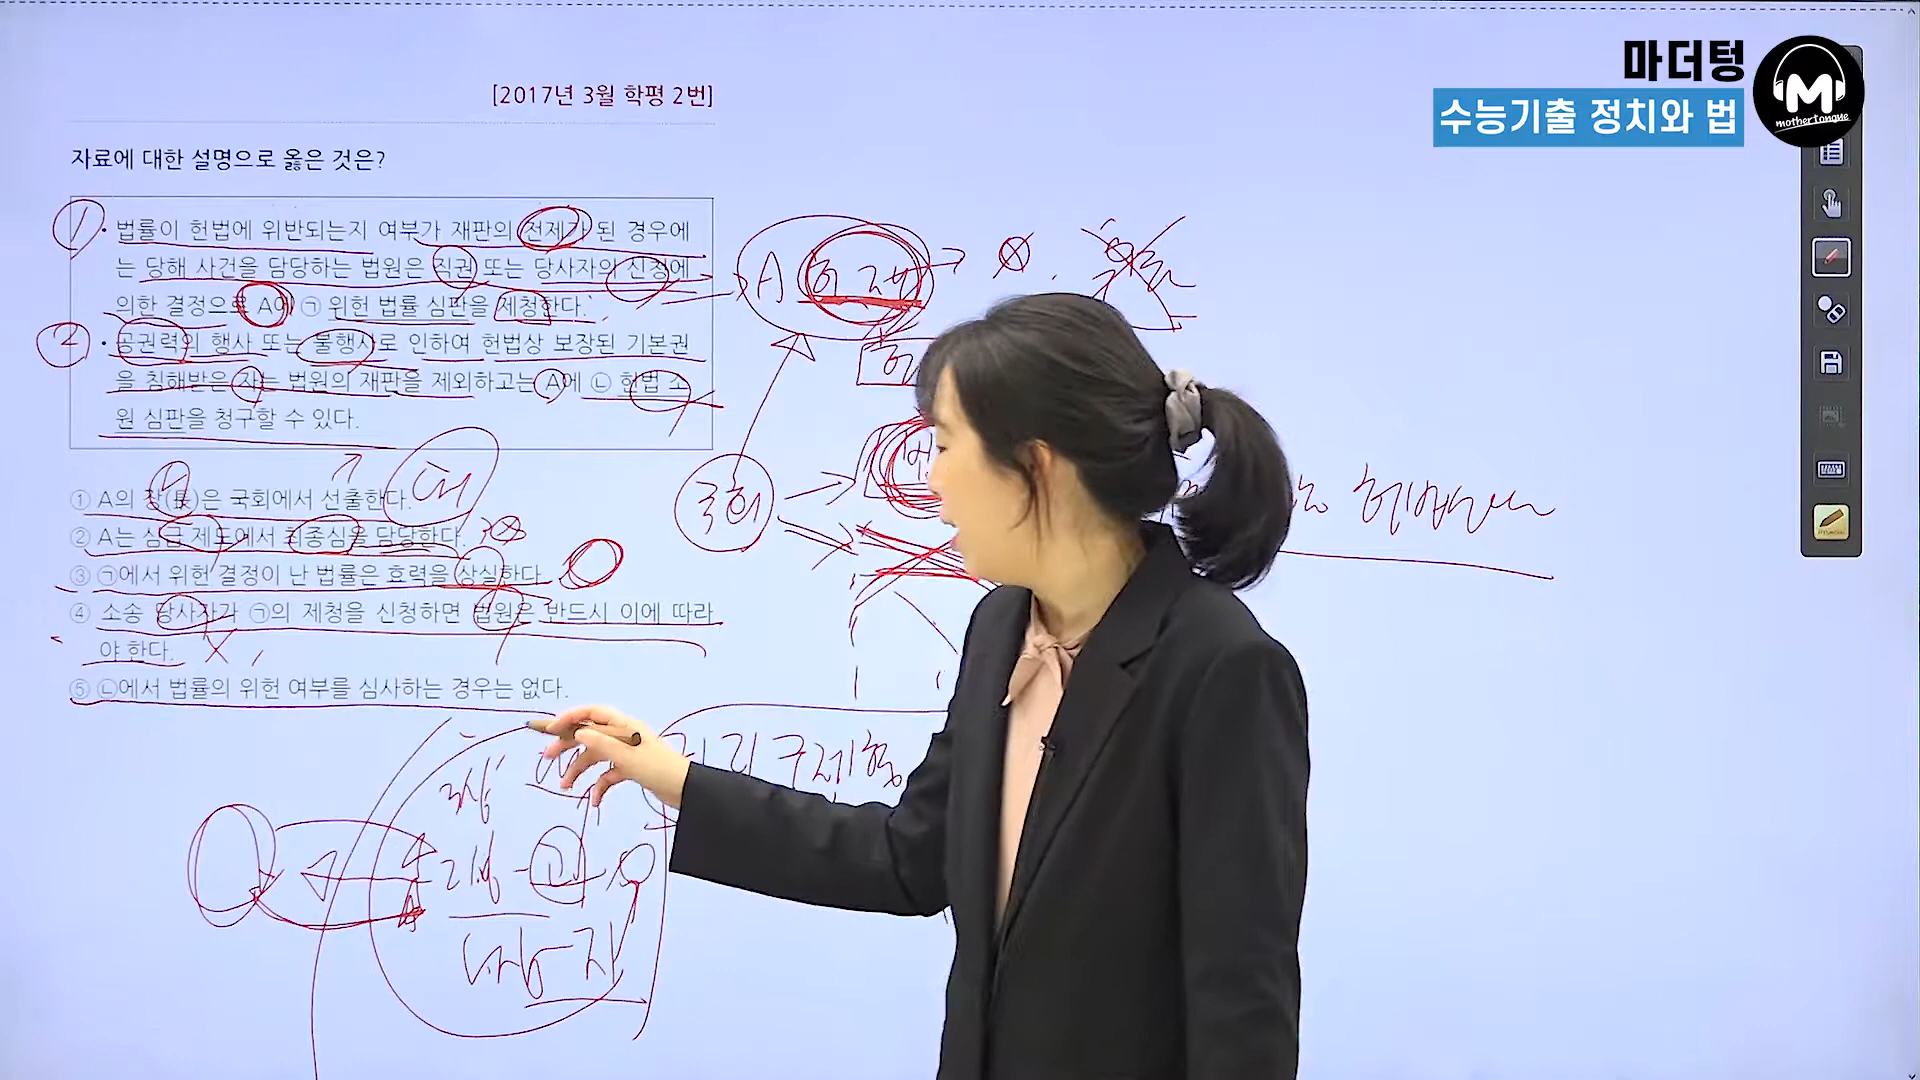 마더텅
수능기출 정치와 법
M
mothertongue
[2017년 3월 학평 2번]
자료에 대한 설명으로 옳은 것은?
1 • 법률이 헌법에 위반되는지 여부가 재판의 전제가 된 경우에
는 당해 사건을 담당하는 법원은 직권 또는 당사자의 신청에
의한 결정으로 A에 ㉠ 위헌 법률 심판을 제청한다.
2 • 공권력의 행사 또는 불행사로 인하여 헌법상 보장된 기본권
을 침해받은 자는 법원의 재판을 제외하고는 A에 ㉡ 헌법 소
원 심판을 청구할 수 있다.
① A의 장(長)은 국회에서 선출한다.
② A는 심급 제도에서 최종심을 담당한다.
③ ㉠에서 위헌 결정이 난 법률은 효력을 상실한다.
④ 소송 당사자가 ㉠의 제청을 신청하면 법원은 반드시 이에 따라
야 한다.
⑤ ㉡에서 법률의 위헌 여부를 심사하는 경우는 없다.
A 헌재
국회
권리구제형